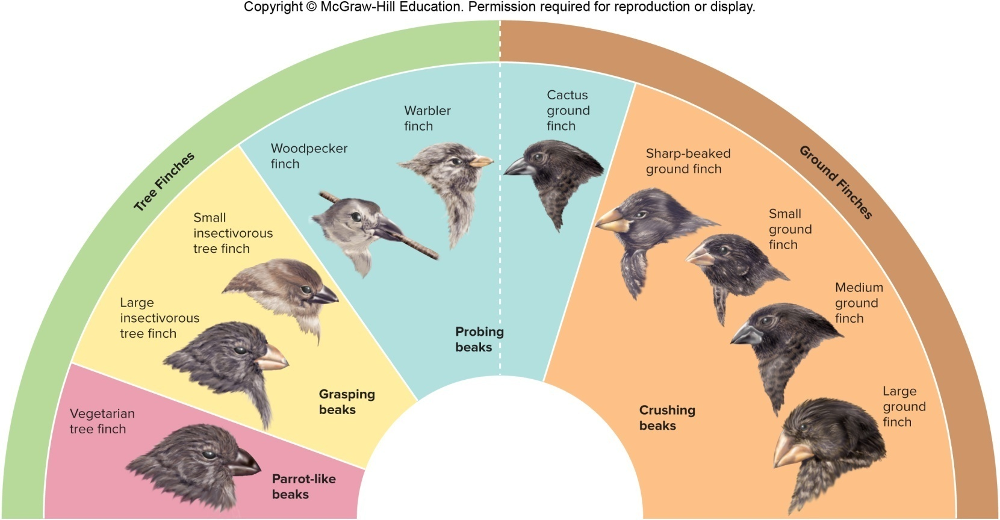 Copyright © McGraw-Hill Education. Permission required for reproduction or display.
Tree Finches
Ground Finches
Vegetarian
tree finch
Parrot-like
beaks
Large
insectivorous
tree finch
Small
insectivorous
tree finch
Grasping
beaks
Woodpecker
finch
Warbler
finch
Cactus
ground
finch
Probing
beaks
Sharp-beaked
ground finch
Small
ground
finch
Medium
ground
finch
Large
ground
finch
Crushing
beaks